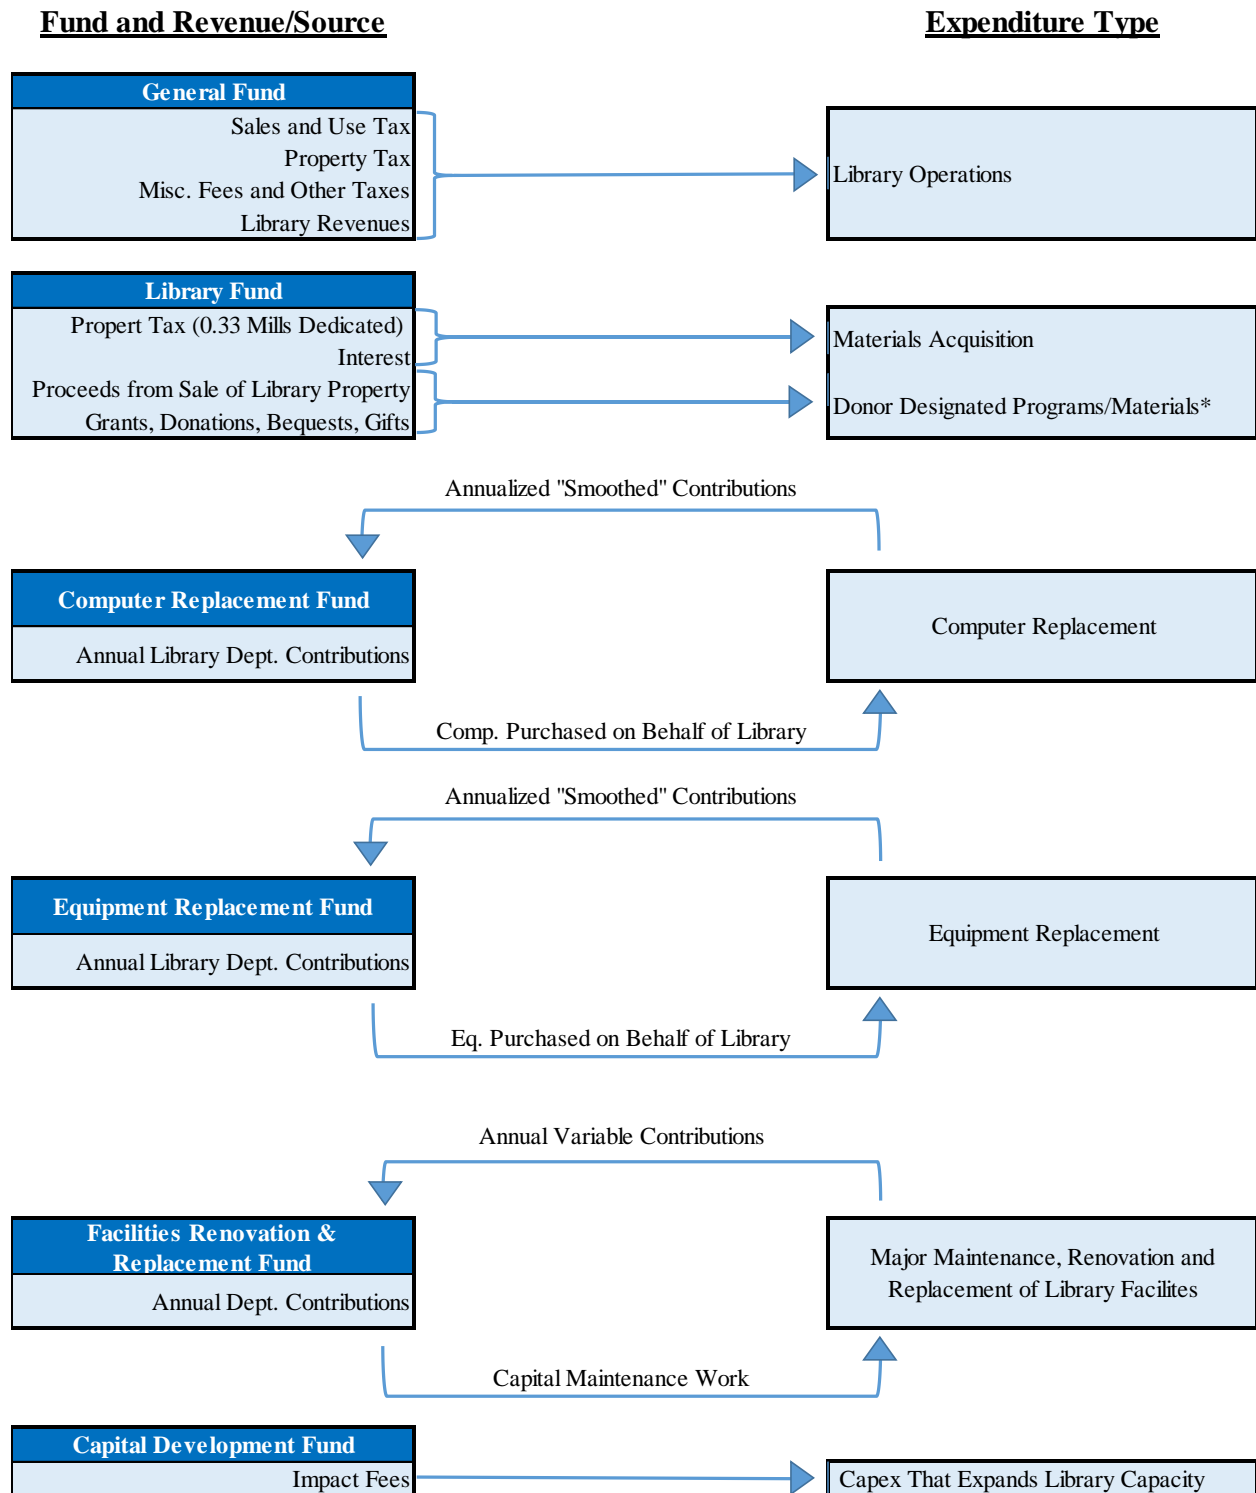 Fund and Revenue/Source
Expenditure Type
General Fund
Sales and Use Tax
Property Tax
Misc. Fees and Other Taxes
Library Revenues
Library Operations
Library Fund
Propert Tax (0.33 Mills Dedicated)
Interest
Proceeds from Sale of Library Property
Grants, Donations, Bequests, Gifts
Materials Acquisition
Donor Designated Programs/Materials*
Annualized "Smoothed" Contributions
Computer Replacement Fund
Annual Library Dept. Contributions
Computer Replacement
Comp. Purchased on Behalf of Library
Annualized "Smoothed" Contributions
Equipment Replacement Fund
Annual Library Dept. Contributions
Equipment Replacement
Eq. Purchased on Behalf of Library
Annual Variable Contributions
Facilities Renovation &
Replacement Fund
Annual Dept. Contributions
Major Maintenance, Renovation and
Replacement of Library Facilites
Capital Maintenance Work
Capital Development Fund
Impact Fees
Capex That Expands Library Capacity